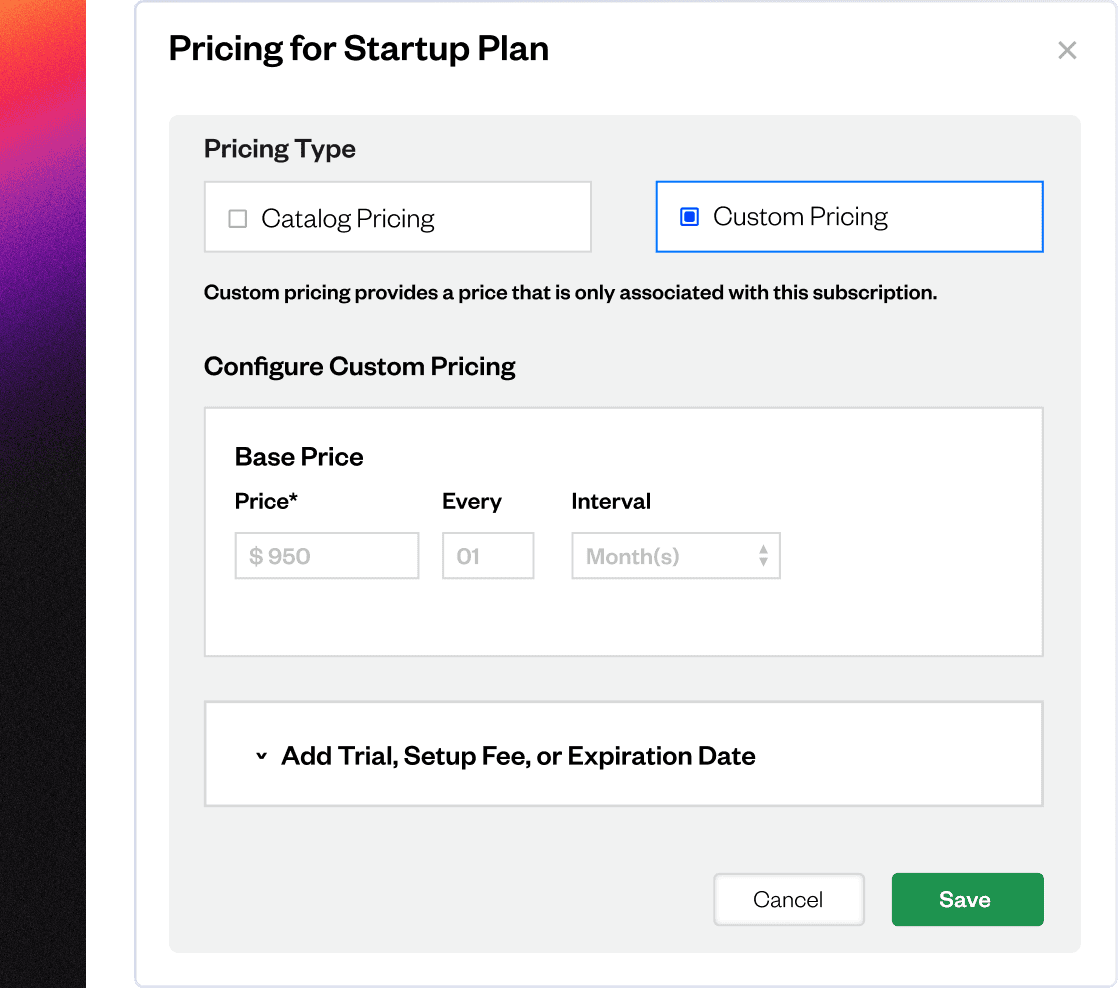 Pricing for Startup Plan
Pricing Type
Catalog Pricing
Custom Pricing
Custom pricing provides a price that is only associated with this subscription.
Configure Custom Pricing
Base Price
Price* Every Interval
$ 950 01 Month(s)
Add Trial, Setup Fee, or Expiration Date
Cancel Save